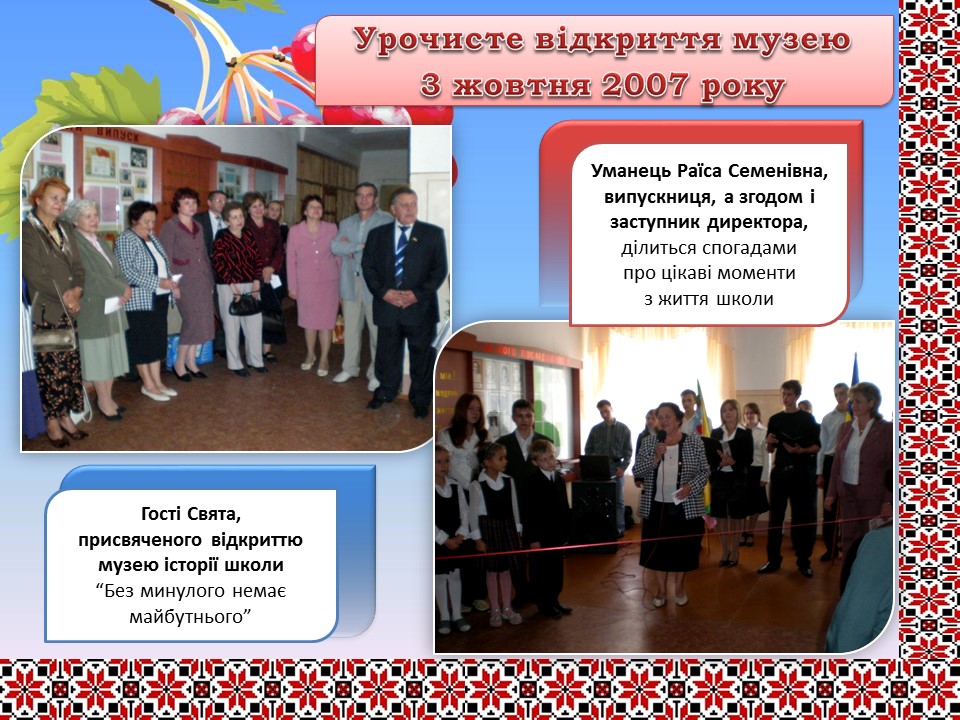 Урочисте відкриття музею
3 жовтня 2007 року
ВИПУСК
Уманець Раїса Семенівна,
випускниця, а згодом і
заступник директора,
ділиться спогадами
про цікаві моменти
з життя школи
Гості Свята,
присвяченого відкриттю
музею історії школи
“Без минулого немає
майбутнього”